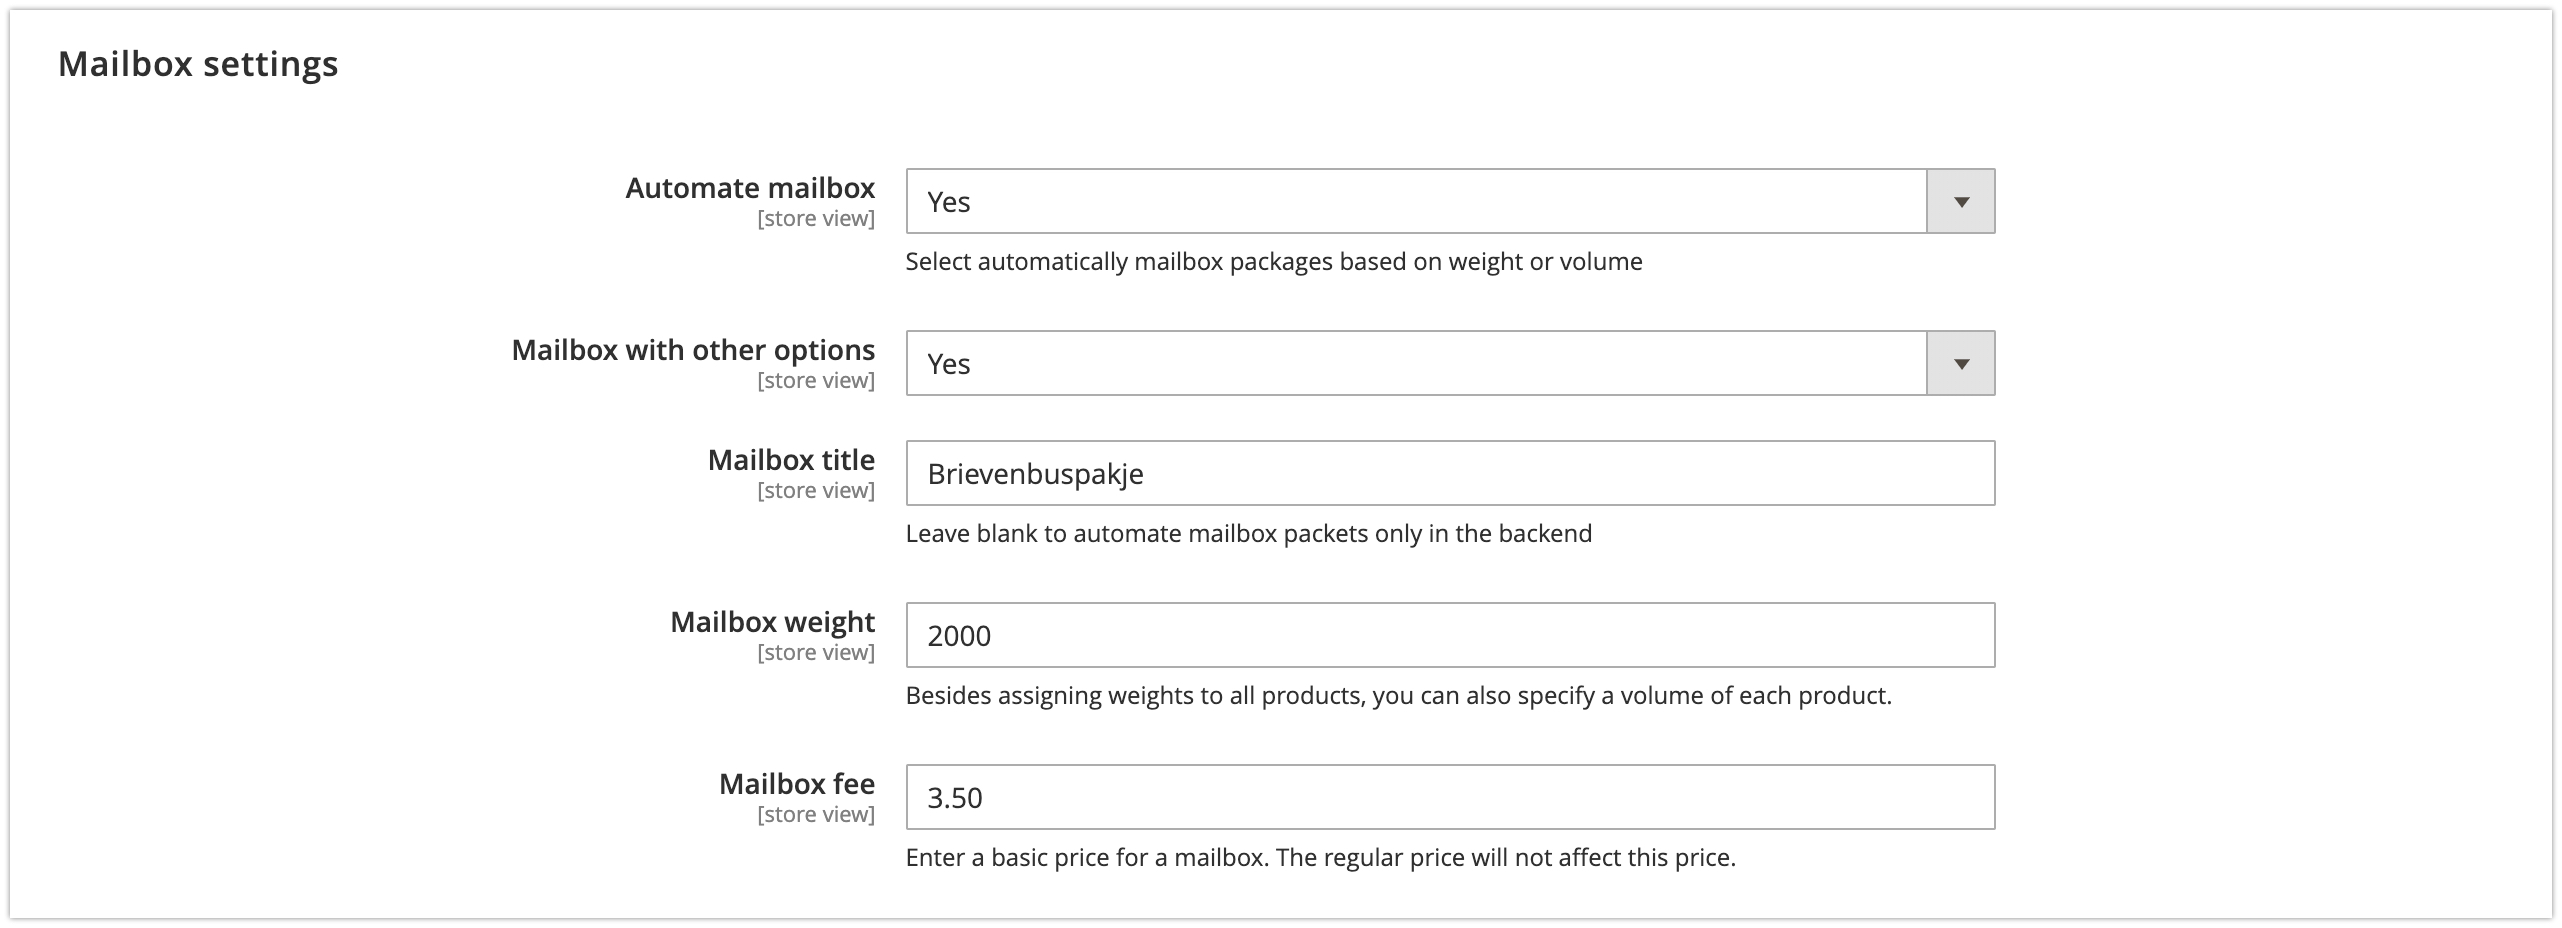 Mailbox settings
Automate mailbox
[store view]
Yes
Select automatically mailbox packages based on weight or volume
Mailbox with other options
[store view]
Yes
Mailbox title
[store view]
Brievenbuspakje
Leave blank to automate mailbox packets only in the backend
Mailbox weight
[store view]
2000
Besides assigning weights to all products, you can also specify a volume of each product.
Mailbox fee
[store view]
3.50
Enter a basic price for a mailbox. The regular price will not affect this price.